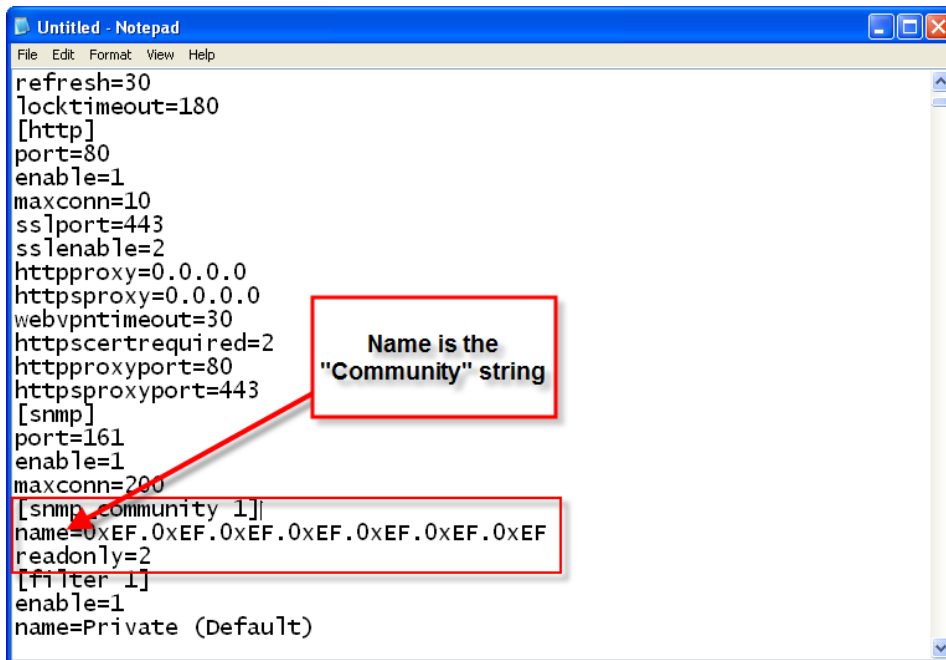 Untitled - Notepad
File Edit Format View Help
refresh=30
locktimeout=180
[http]
port=80
enable=1
maxconn=10
sslport=443
sslenable=2
httpproxy=0.0.0.0
httpsproxy=0.0.0.0
webvpntimeout=30
httpscertrequired=2
httpproxyport=80
httpsproxyport=443
[snmp]
port=161
enable=1
maxconn=200
[snmp_community 1]
name=0xEF.0xEF.0xEF.0xEF.0xEF.0xEF.0xEF
readonly=2
[filter 1]
enable=1
name=Private (Default)
Name is the
"Community" string